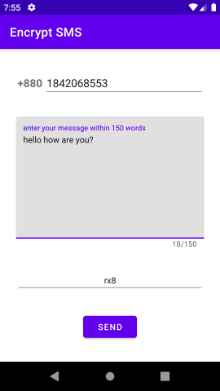 7:55
Encrypt SMS
+880 1842068553
enter your message within 150 words
hello how are you?
18/150
rx8
SEND